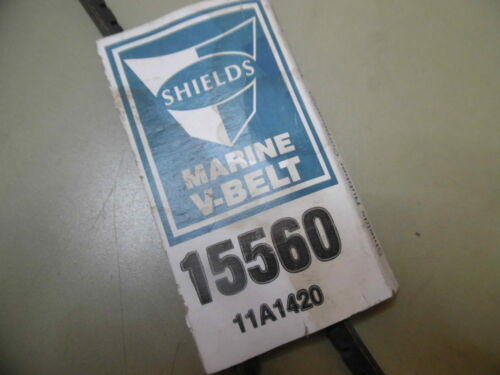 SHIELDS
MARINE
V-BELT
15560
11A1420